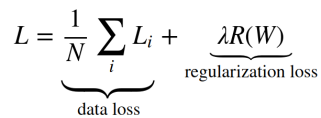 L = 1/N ∑_i L_i + λR(W)
data loss
regularization loss